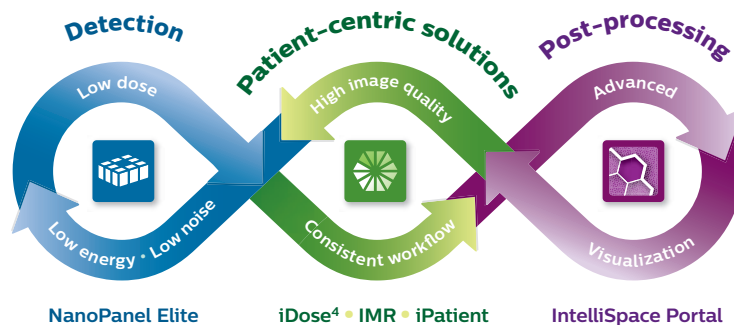 Detection
Patient-centric solutions
Post-processing
Low dose
High image quality
Advanced
Low energy • Low noise
Consistent workflow
Visualization
NanoPanel Elite
iDose⁴ • IMR • iPatient
IntelliSpace Portal